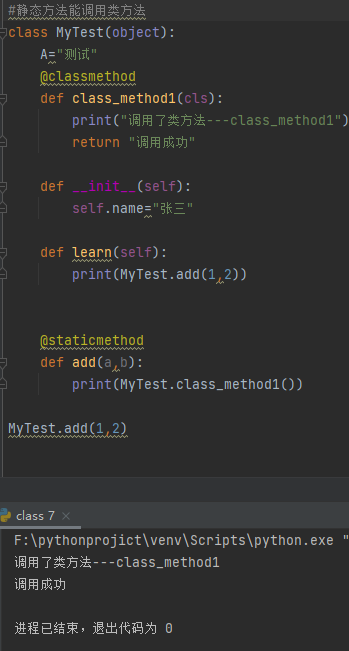 #静态方法能调用类方法
class MyTest(object):
    A="测试"
    @classmethod
    def class_method1(cls):
        print("调用了类方法---class_method1")
        return "调用成功"
    def __init__(self):
        self.name="张三"
    def learn(self):
        print(MyTest.add(1,2))
    @staticmethod
    def add(a,b):
        print(MyTest.class_method1())
MyTest.add(1,2)
class 7 ×
F:\pythonprojict\venv\Scripts\python.exe "
调用了类方法---class_method1
调用成功
进程已结束，退出代码为 0